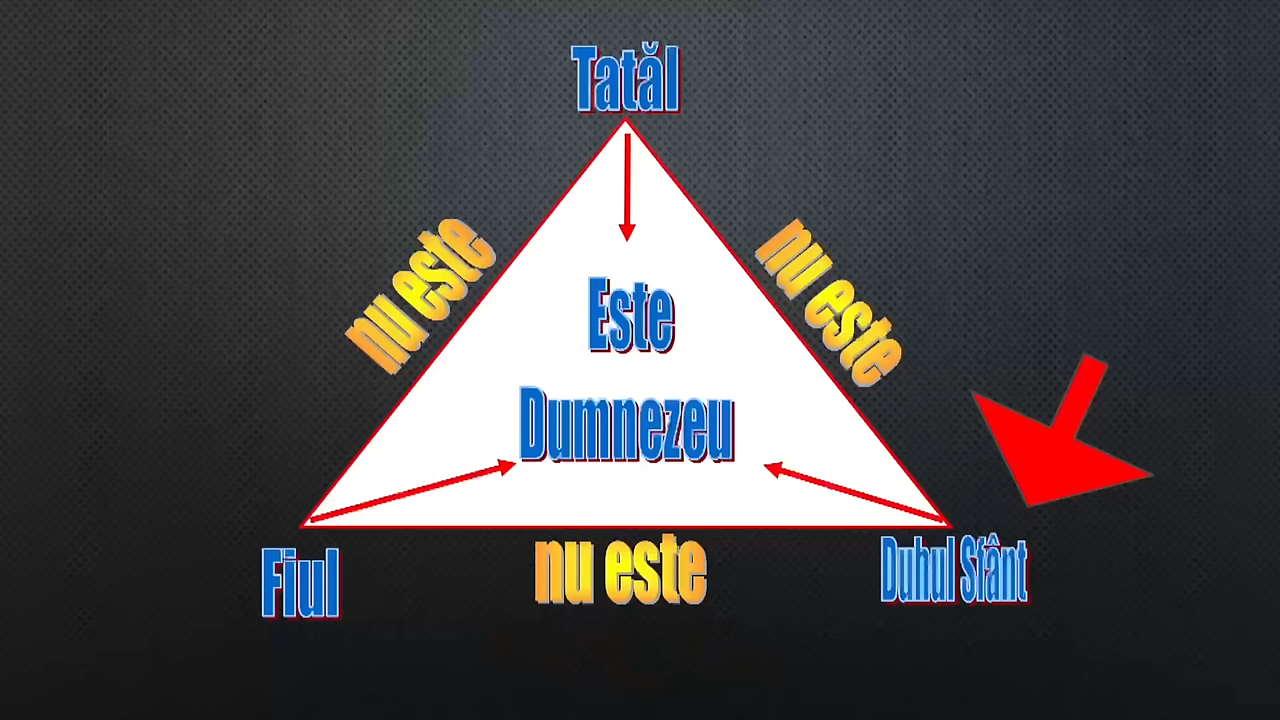 Tatăl
nu este
nu este
Este
Dumnezeu
Fiul
nu este
Duhul Sfânt